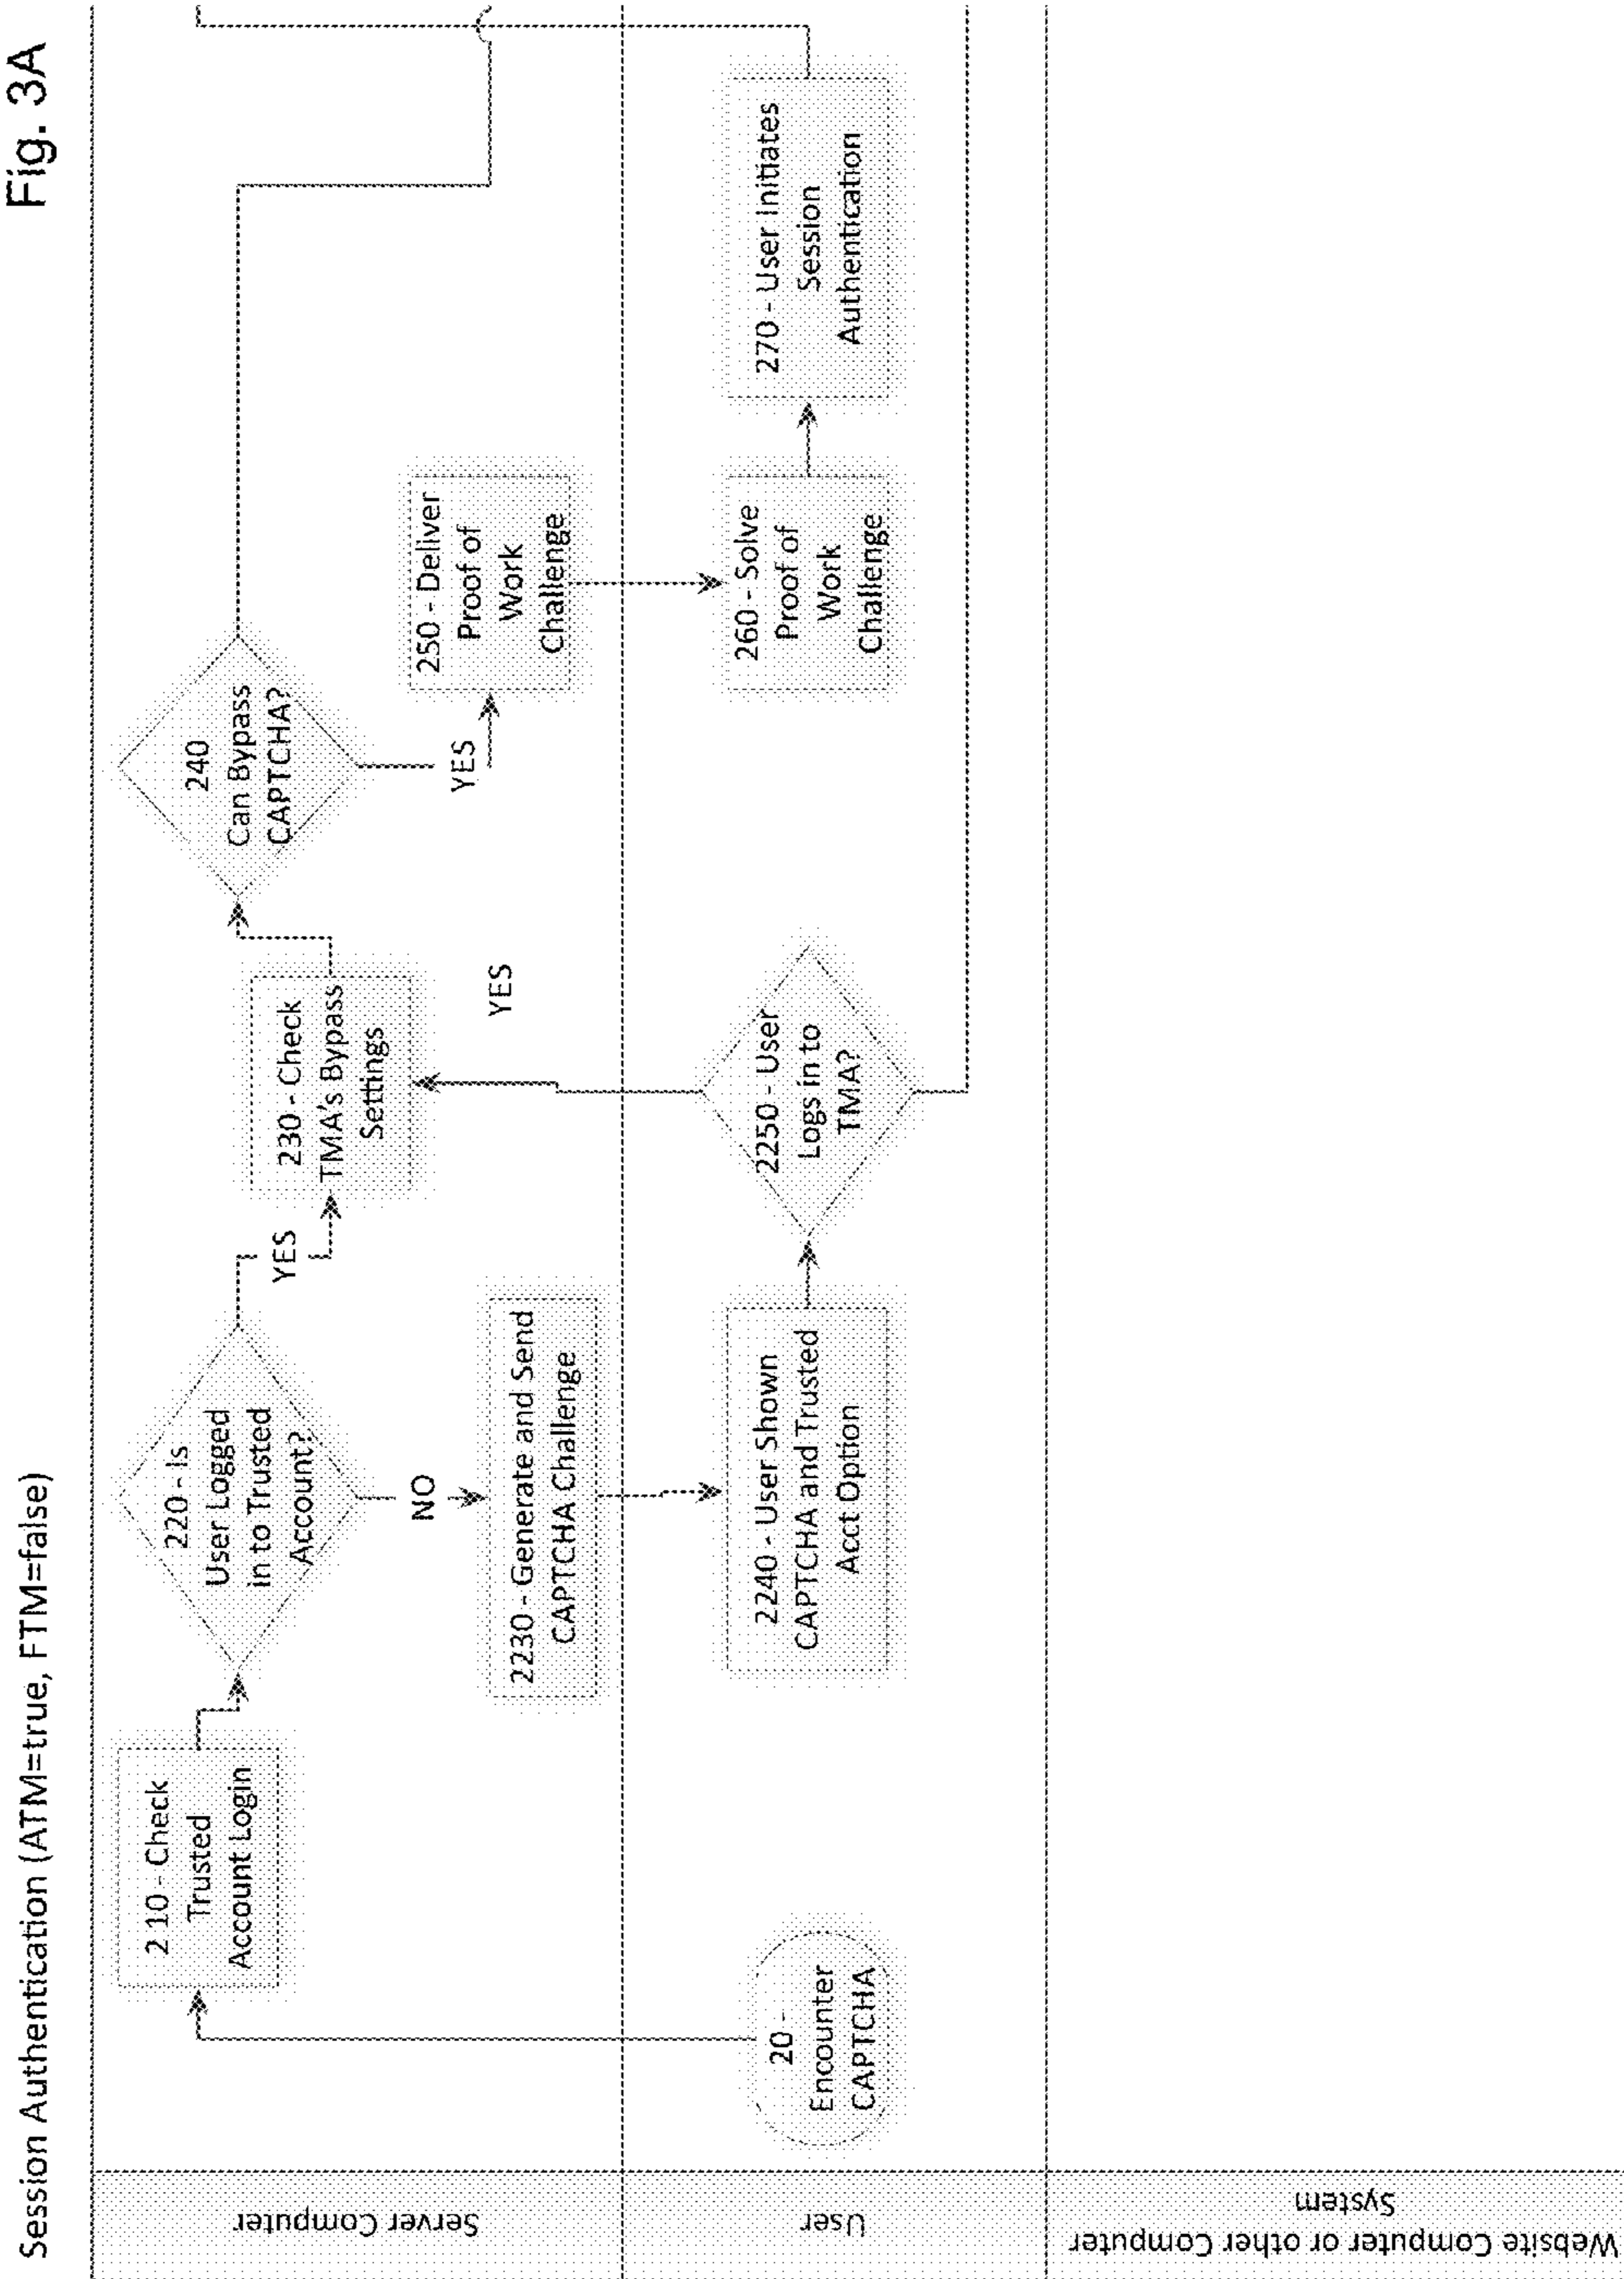 Fig. 3A
Session Authentication (ATM=true, FTM=false)
Server Computer
2 10 - Check
Trusted
Account Login
220 - Is
User Logged
in to Trusted
Account?
YES
NO
2230 - Generate and Send
CAPTCHA Challenge
230 - Check
TMA's Bypass
Settings
YES
240
Can Bypass
CAPTCHA?
YES
250 - Deliver
Proof of
Work
Challenge
User
20 -
Encounter
CAPTCHA
2240 - User Shown
CAPTCHA and Trusted
Acct Option
2250 - User
Logs in to
TMA?
260 - Solve
Proof of
Work
Challenge
270 - User Initiates
Session
Authentication
Website Computer or other Computer
System